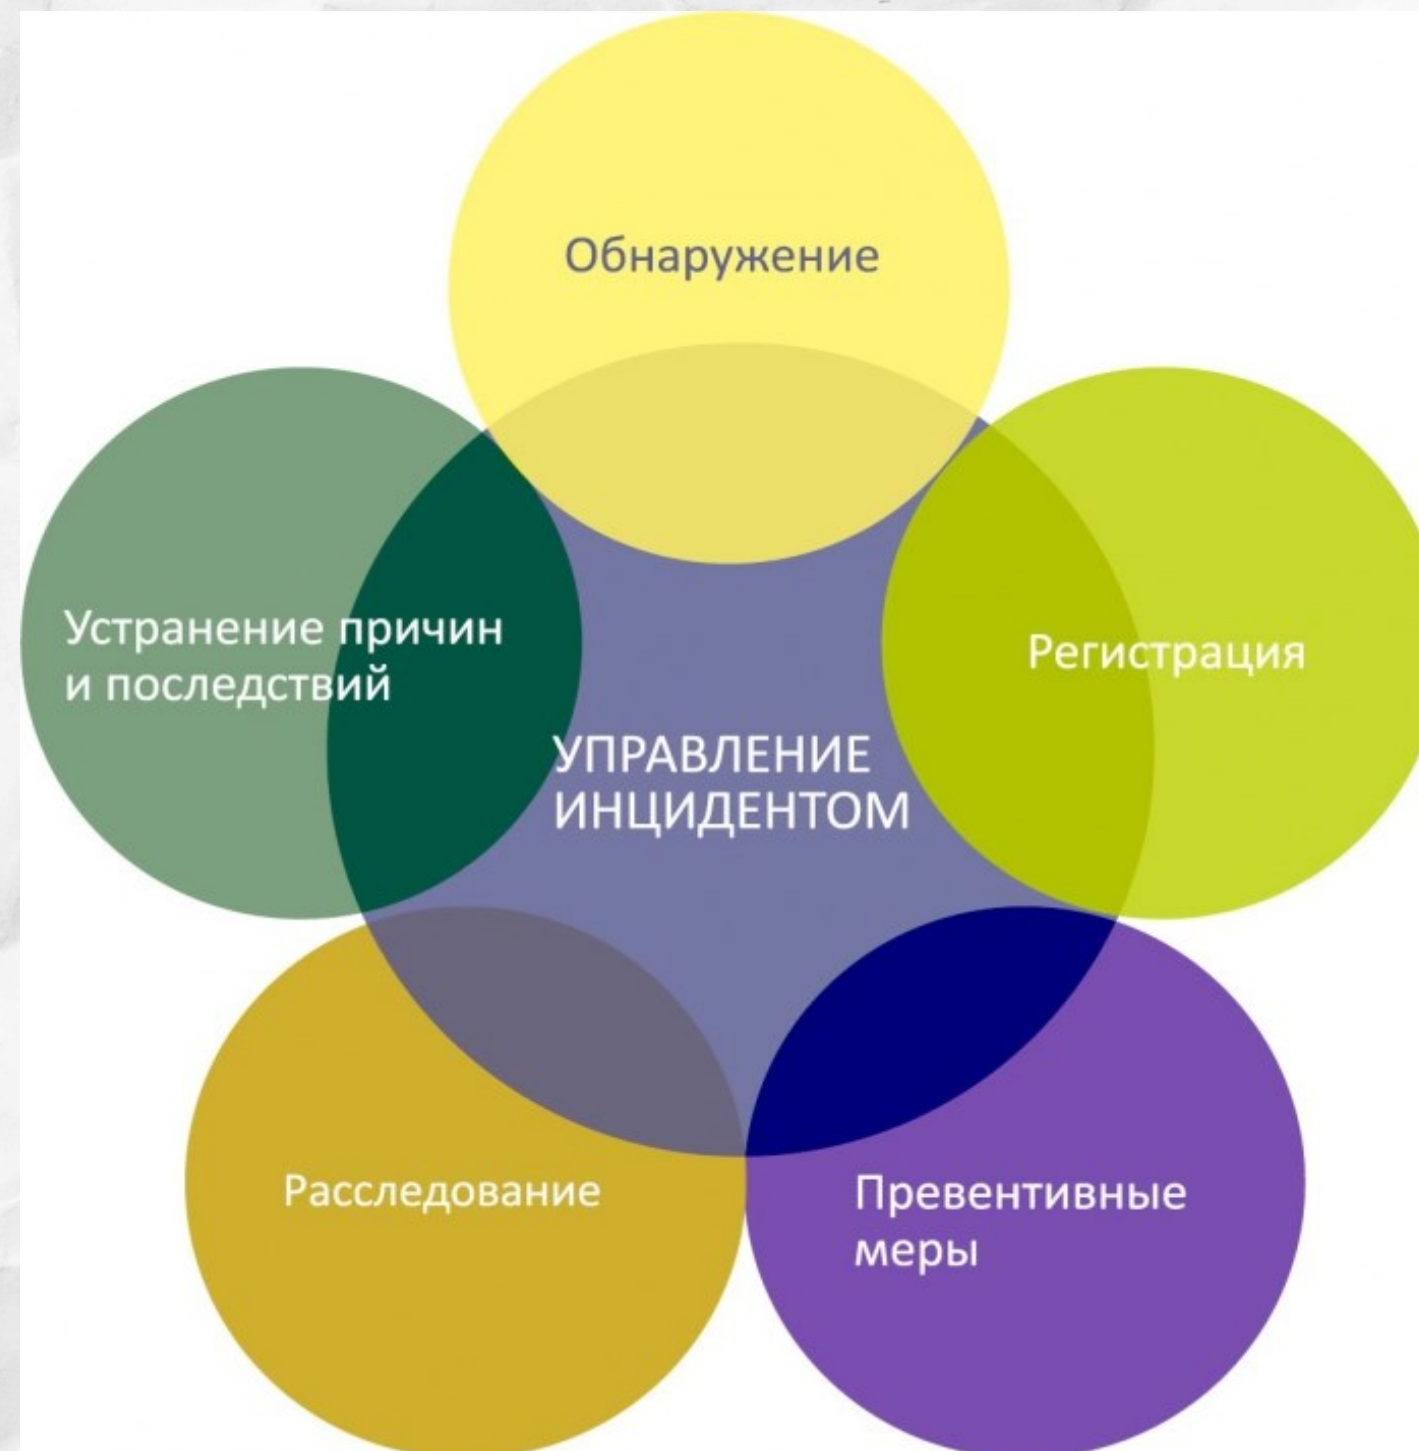 Обнаружение
Устранение причин
и последствий
Регистрация
УПРАВЛЕНИЕ
ИНЦИДЕНТОМ
Расследование
Превентивные
меры